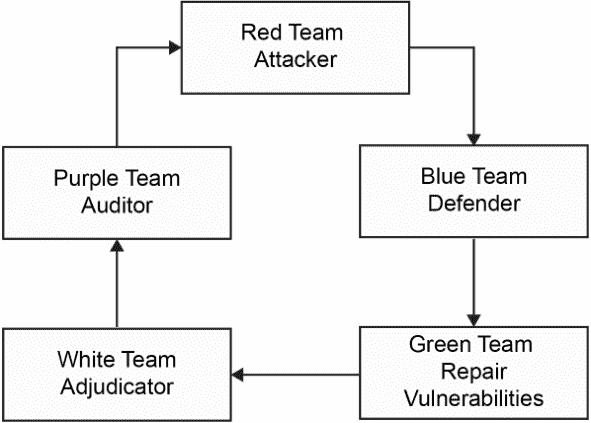 Red Team
Attacker
Purple Team
Auditor
Blue Team
Defender
White Team
Adjudicator
Green Team
Repair
Vulnerabilities